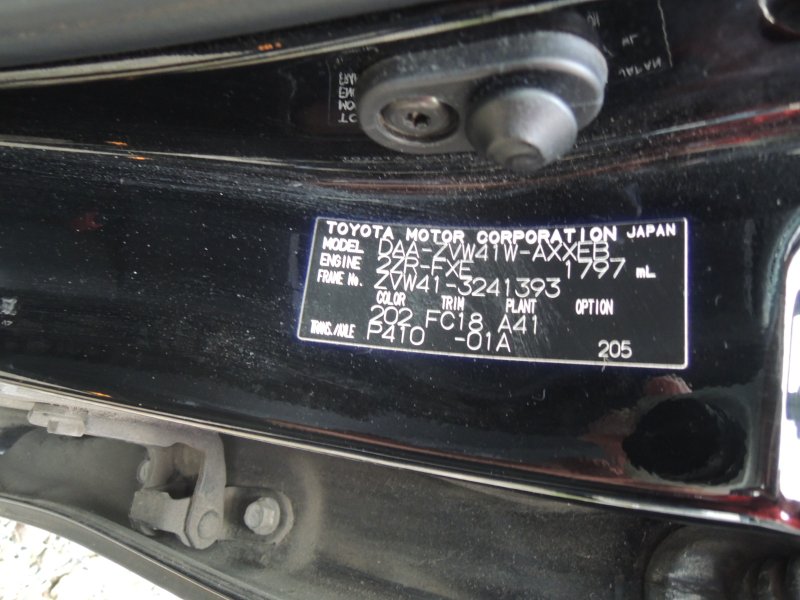 TOYOTA MOTOR CORPORATION JAPAN
MODEL DAA-ZVW41W-AXXEB
ENGINE 2ZR-FXE 1797 mL
FRAME No. ZVW41-3241393
COLOR TRIM PLANT OPTION
202 FC18 A41
TRANS./AXLE P410 -01A 205